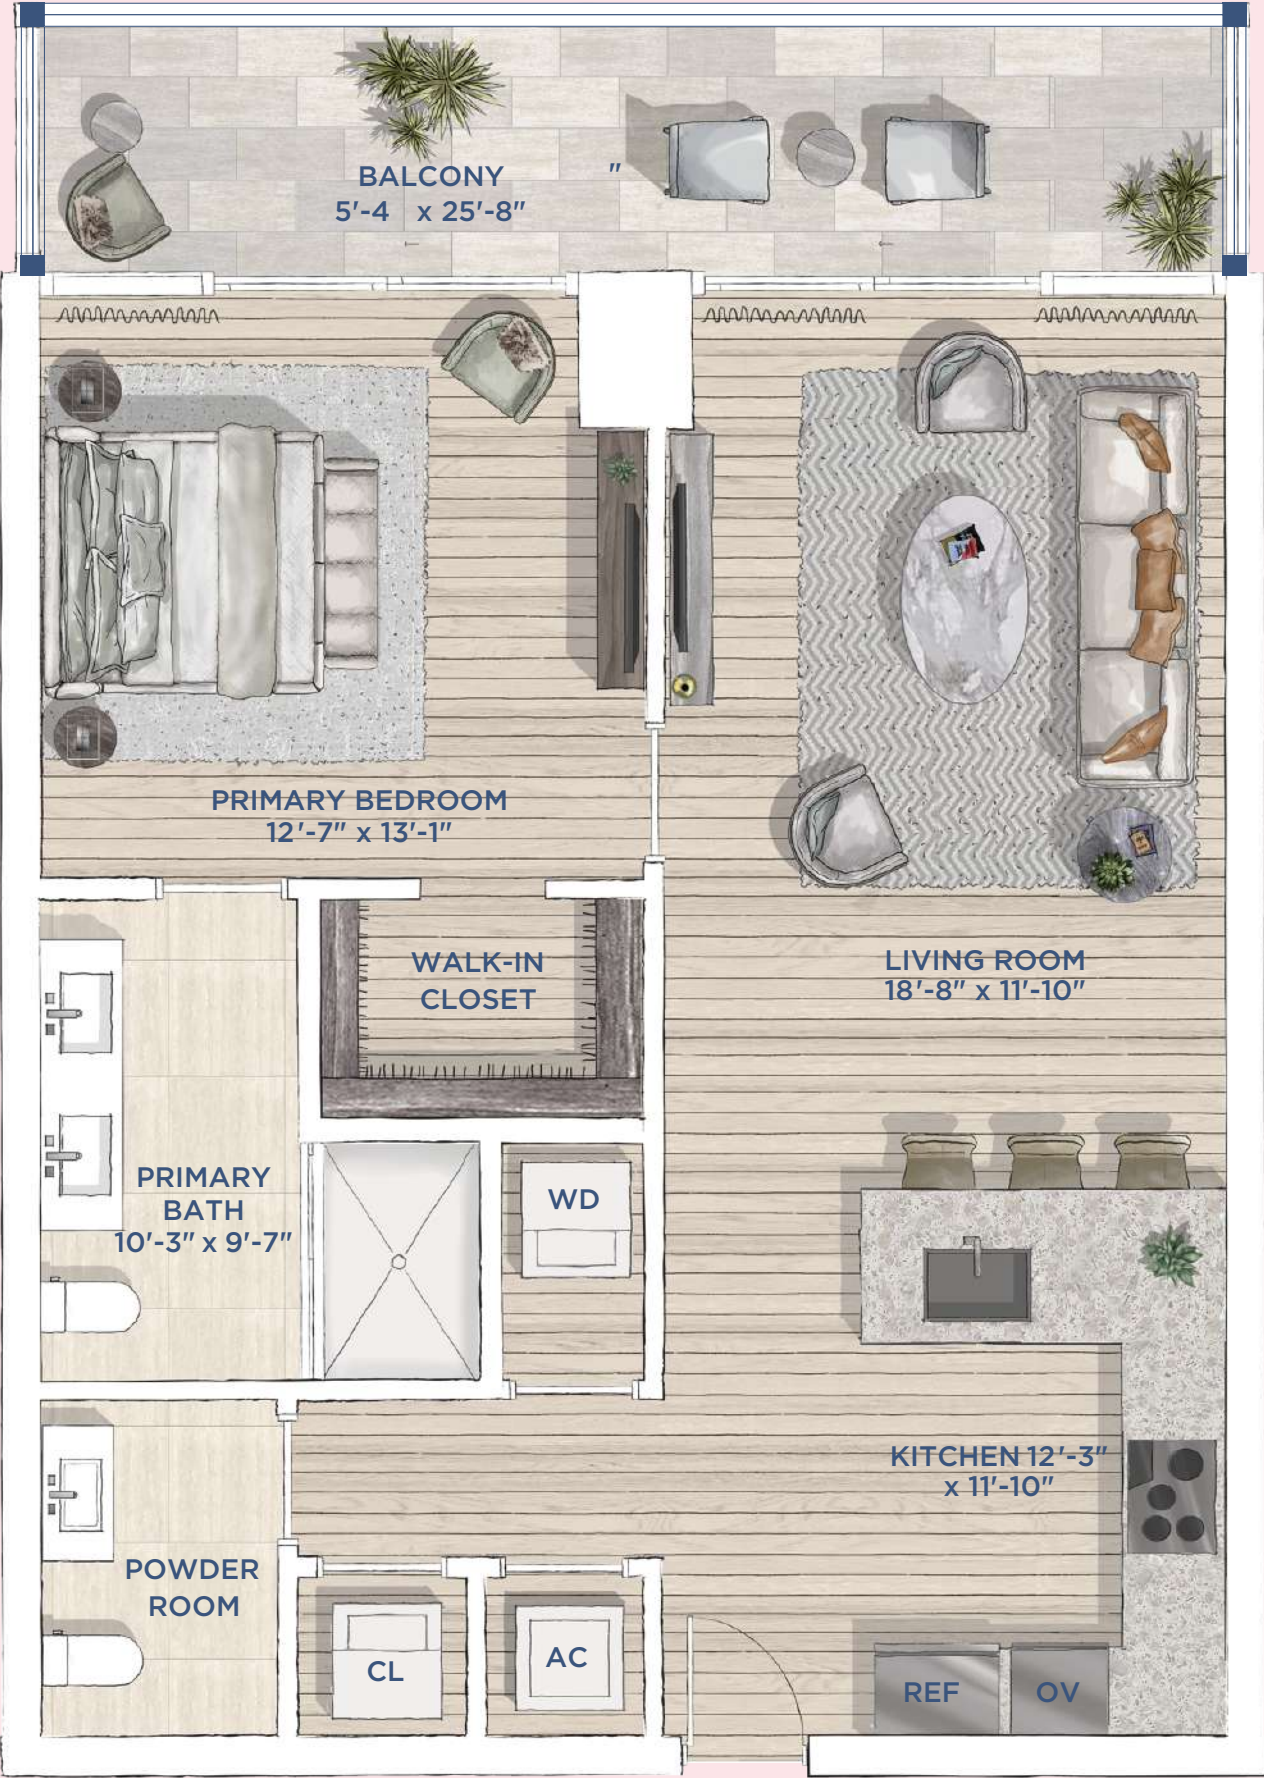 BALCONY "
5'-4 x 25'-8"
PRIMARY BEDROOM
12'-7" x 13'-1"
WALK-IN
CLOSET
LIVING ROOM
18'-8" x 11'-10"
PRIMARY
BATH
10'-3" x 9'-7"
WD
KITCHEN 12'-3"
x 11'-10"
POWDER
ROOM
CL
AC
REF
OV